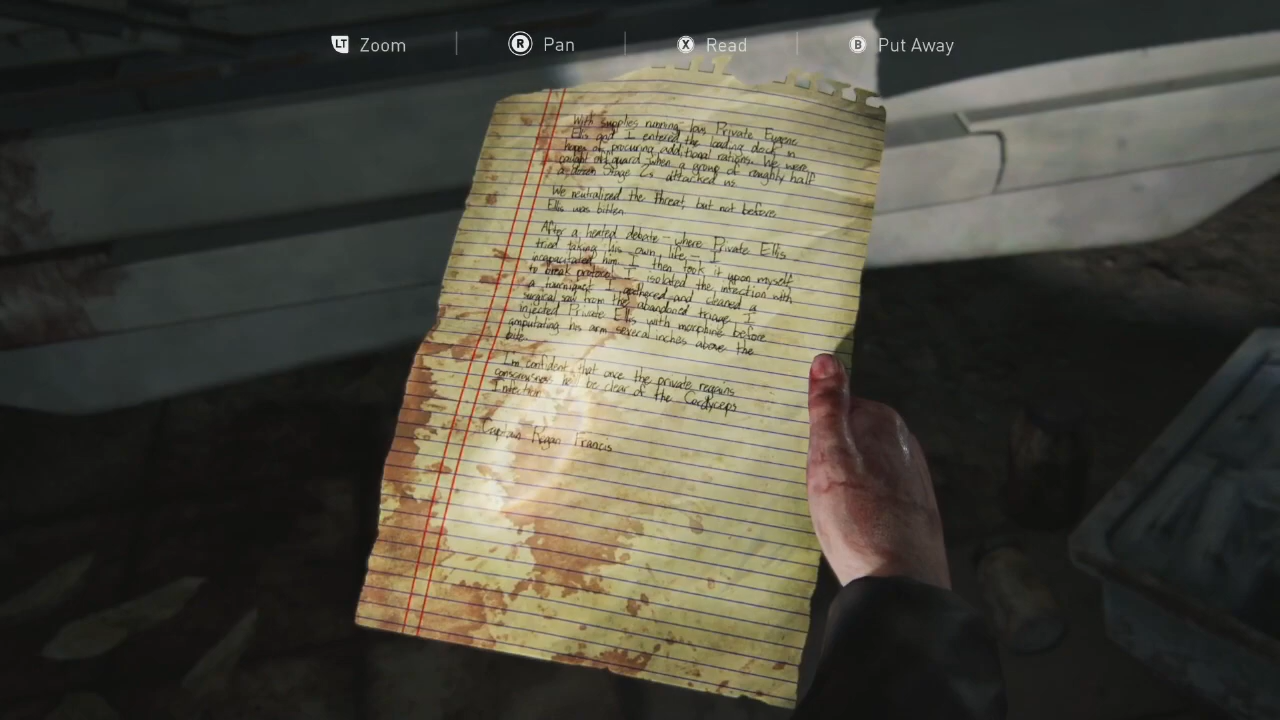 LT Zoom
R Pan
X Read
B Put Away
With supplies running low, Private Eugene
Ellis and I entered the loading dock in
hopes of procuring additional rations. We were
caught off guard when a group of roughly half
a dozen Stage 2s attacked us.
We neutralized the threat, but not before
Ellis was bitten
After a heated debate - where Private Ellis
tried taking his own life - I
incapacitated him. I then took it upon myself
to break protocol. I isolated the infection with
a tourniquet. I gathered and cleaned a
surgical saw from the abandoned triage. I
injected Private Ellis with morphine before
amputating his arm several inches above the
bite.
I'm confident that once the private regains
consciousness he'll be clear of the Cordyceps
Infection
Captain Regan Francis